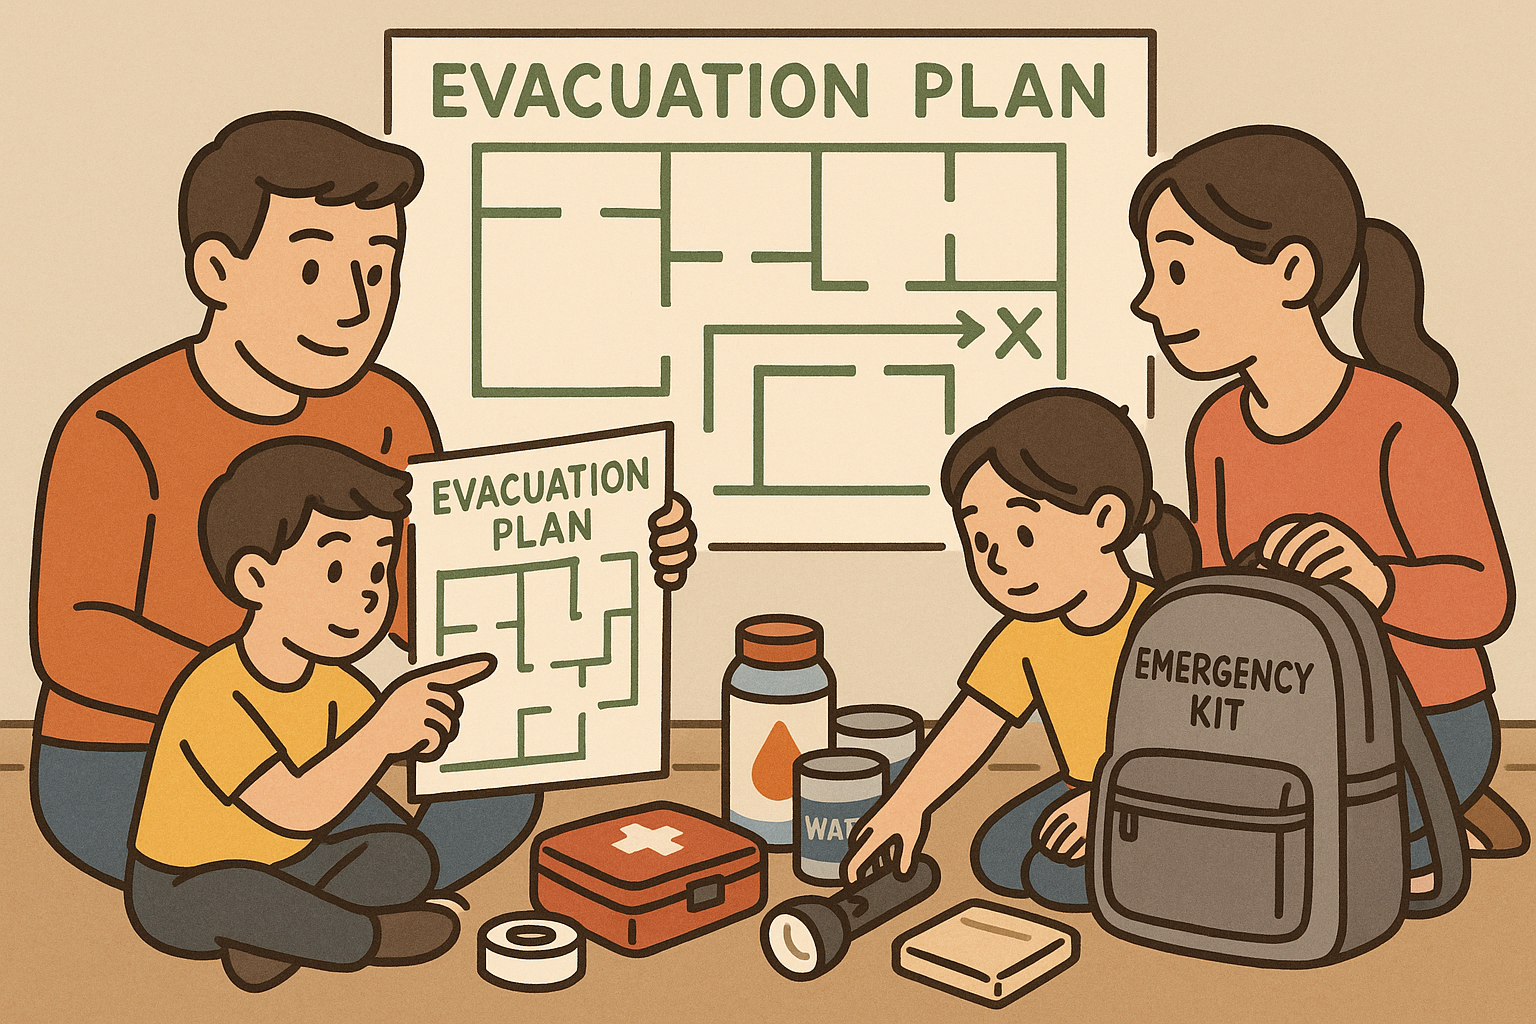 EVACUATION PLAN
X
EVACUATION
PLAN
EMERGENCY
KIT
WAT